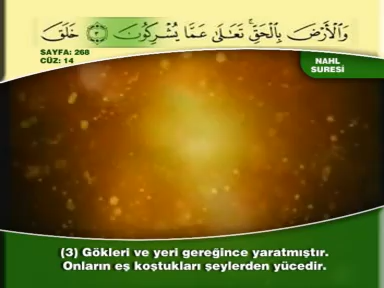 وَالْأَرْضَ بِالْحَقِّ ۚ تَعَالَىٰ عَمَّا يُشْرِكُونَ ﴿٣﴾ خَلَقَ
SAYFA: 268
CÜZ: 14
NAHL
SURESİ
(3) Gökleri ve yeri gereğince yaratmıştır.
Onların eş koştukları şeylerden yücedir.